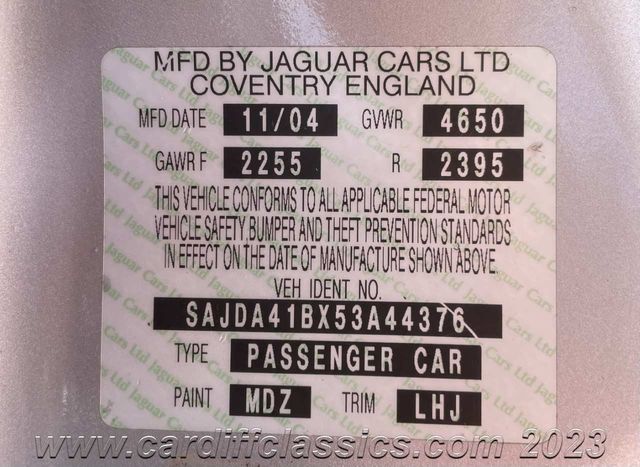 MFD BY JAGUAR CARS LTD
COVENTRY ENGLAND
MFD DATE 11/04 GVWR 4650
GAWR F 2255 R 2395
THIS VEHICLE CONFORMS TO ALL APPLICABLE FEDERAL MOTOR
VEHICLE SAFETY BUMPER AND THEFT PREVENTION STANDARDS
IN EFFECT ON THE DATE OF MANUFACTURE SHOWN ABOVE.
VEH IDENT NO.
SAJDA41BX53A44376
TYPE PASSENGER CAR
PAINT MDZ TRIM LHJ
www.cardiffclassics.com 2023